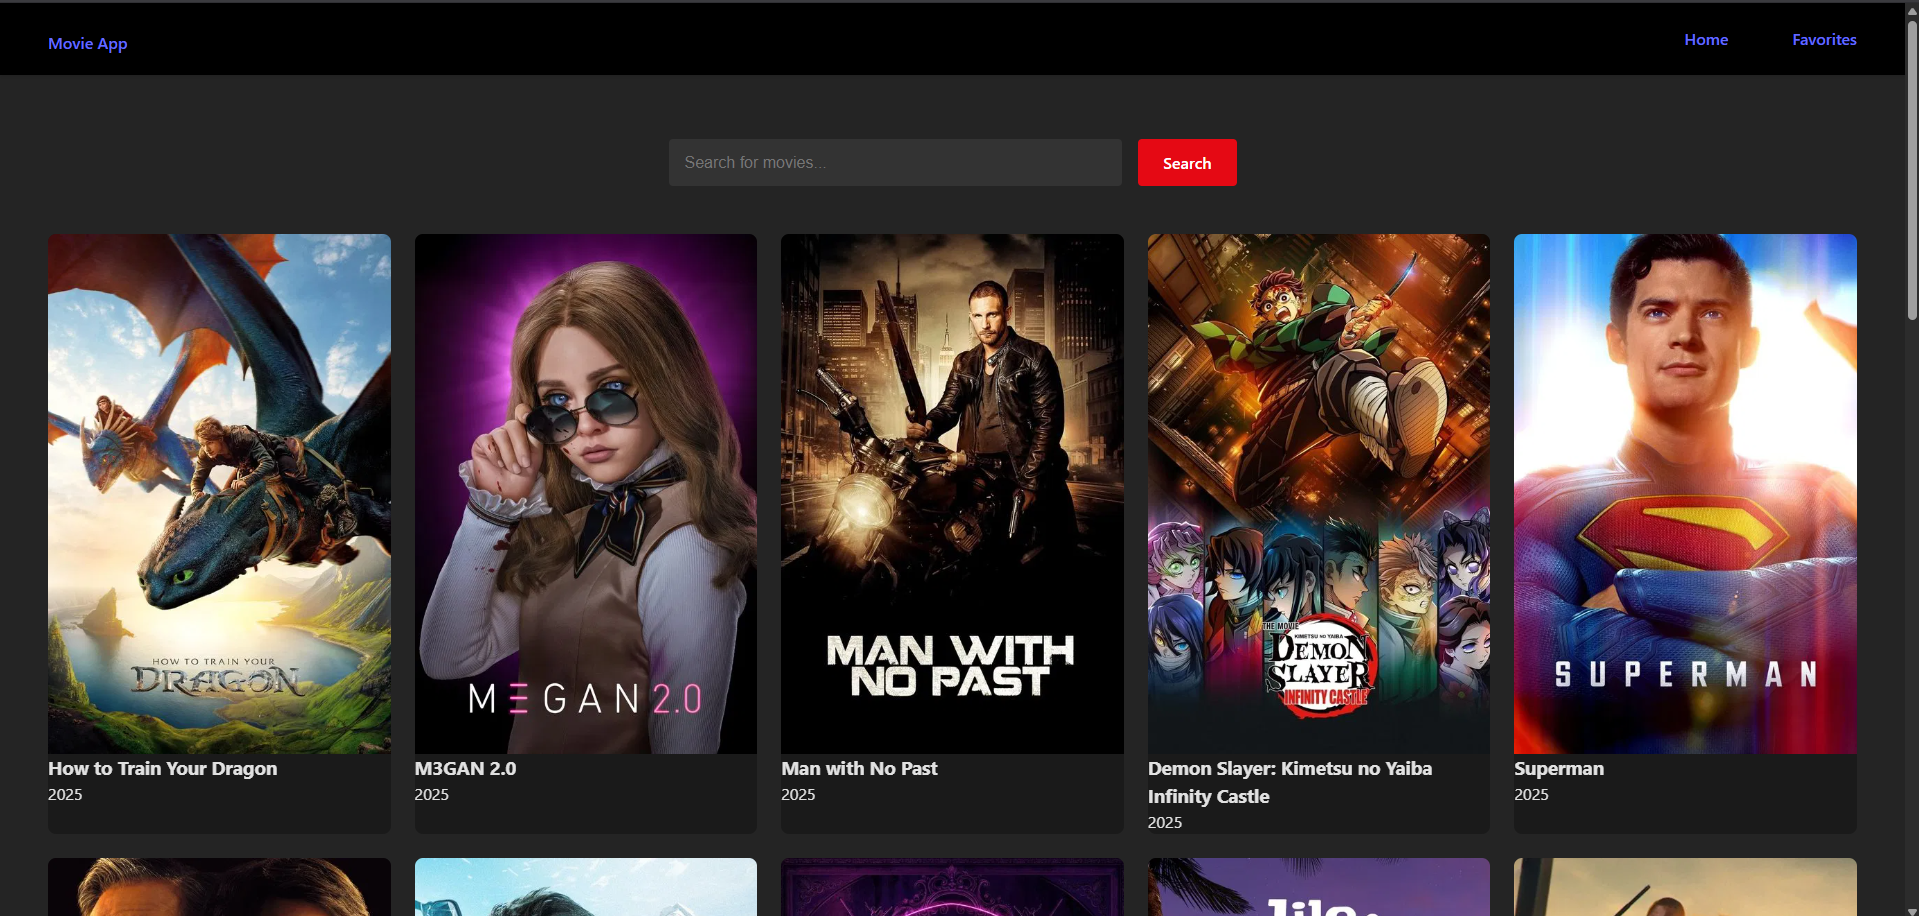 Movie App
Home
Favorites
Search for movies...
Search
HOW TO TRAIN YOUR
DRAGON
MEGAN 2.0
MAN WITH
NO PAST
THE MOVIE
KIMETSU NO YAIBA
DEMON
SLAYER
INFINITY CASTLE
SUPERMAN
How to Train Your Dragon
2025
M3GAN 2.0
2025
Man with No Past
2025
Demon Slayer: Kimetsu no Yaiba
Infinity Castle
2025
Superman
2025